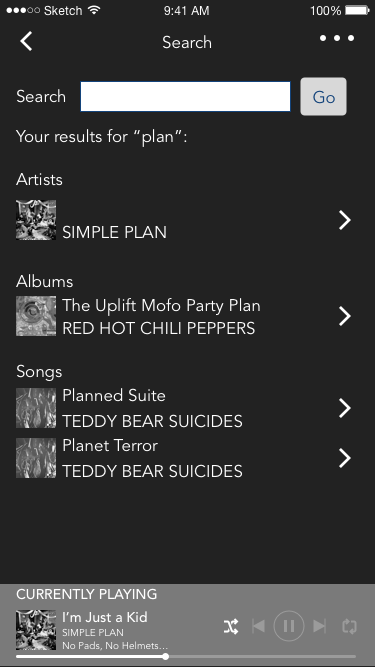 Sketch 9:41 AM 100%
Search
Search Go
Your results for “plan”:
Artists
SIMPLE PLAN
Albums
The Uplift Mofo Party Plan
RED HOT CHILI PEPPERS
Songs
Planned Suite
TEDDY BEAR SUICIDES
Planet Terror
TEDDY BEAR SUICIDES
CURRENTLY PLAYING
I’m Just a Kid
SIMPLE PLAN
No Pads, No Helmets...